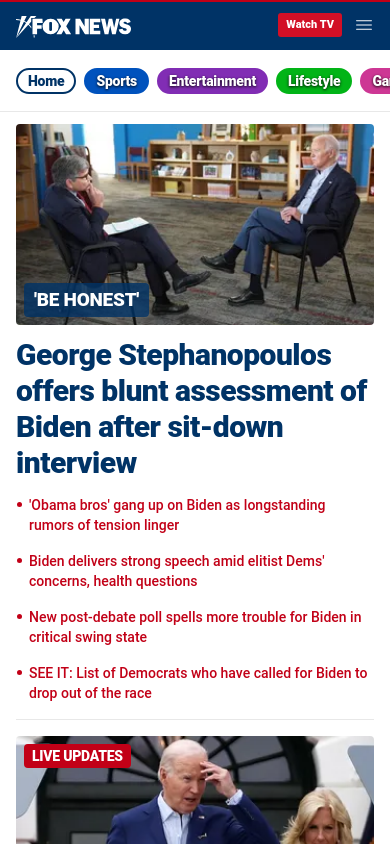 FOX NEWS
Watch TV
Home
Sports
Entertainment
Lifestyle
Ga
'BE HONEST'
George Stephanopoulos
offers blunt assessment of
Biden after sit-down
interview
'Obama bros' gang up on Biden as longstanding
rumors of tension linger
Biden delivers strong speech amid elitist Dems'
concerns, health questions
New post-debate poll spells more trouble for Biden in
critical swing state
SEE IT: List of Democrats who have called for Biden to
drop out of the race
LIVE UPDATES